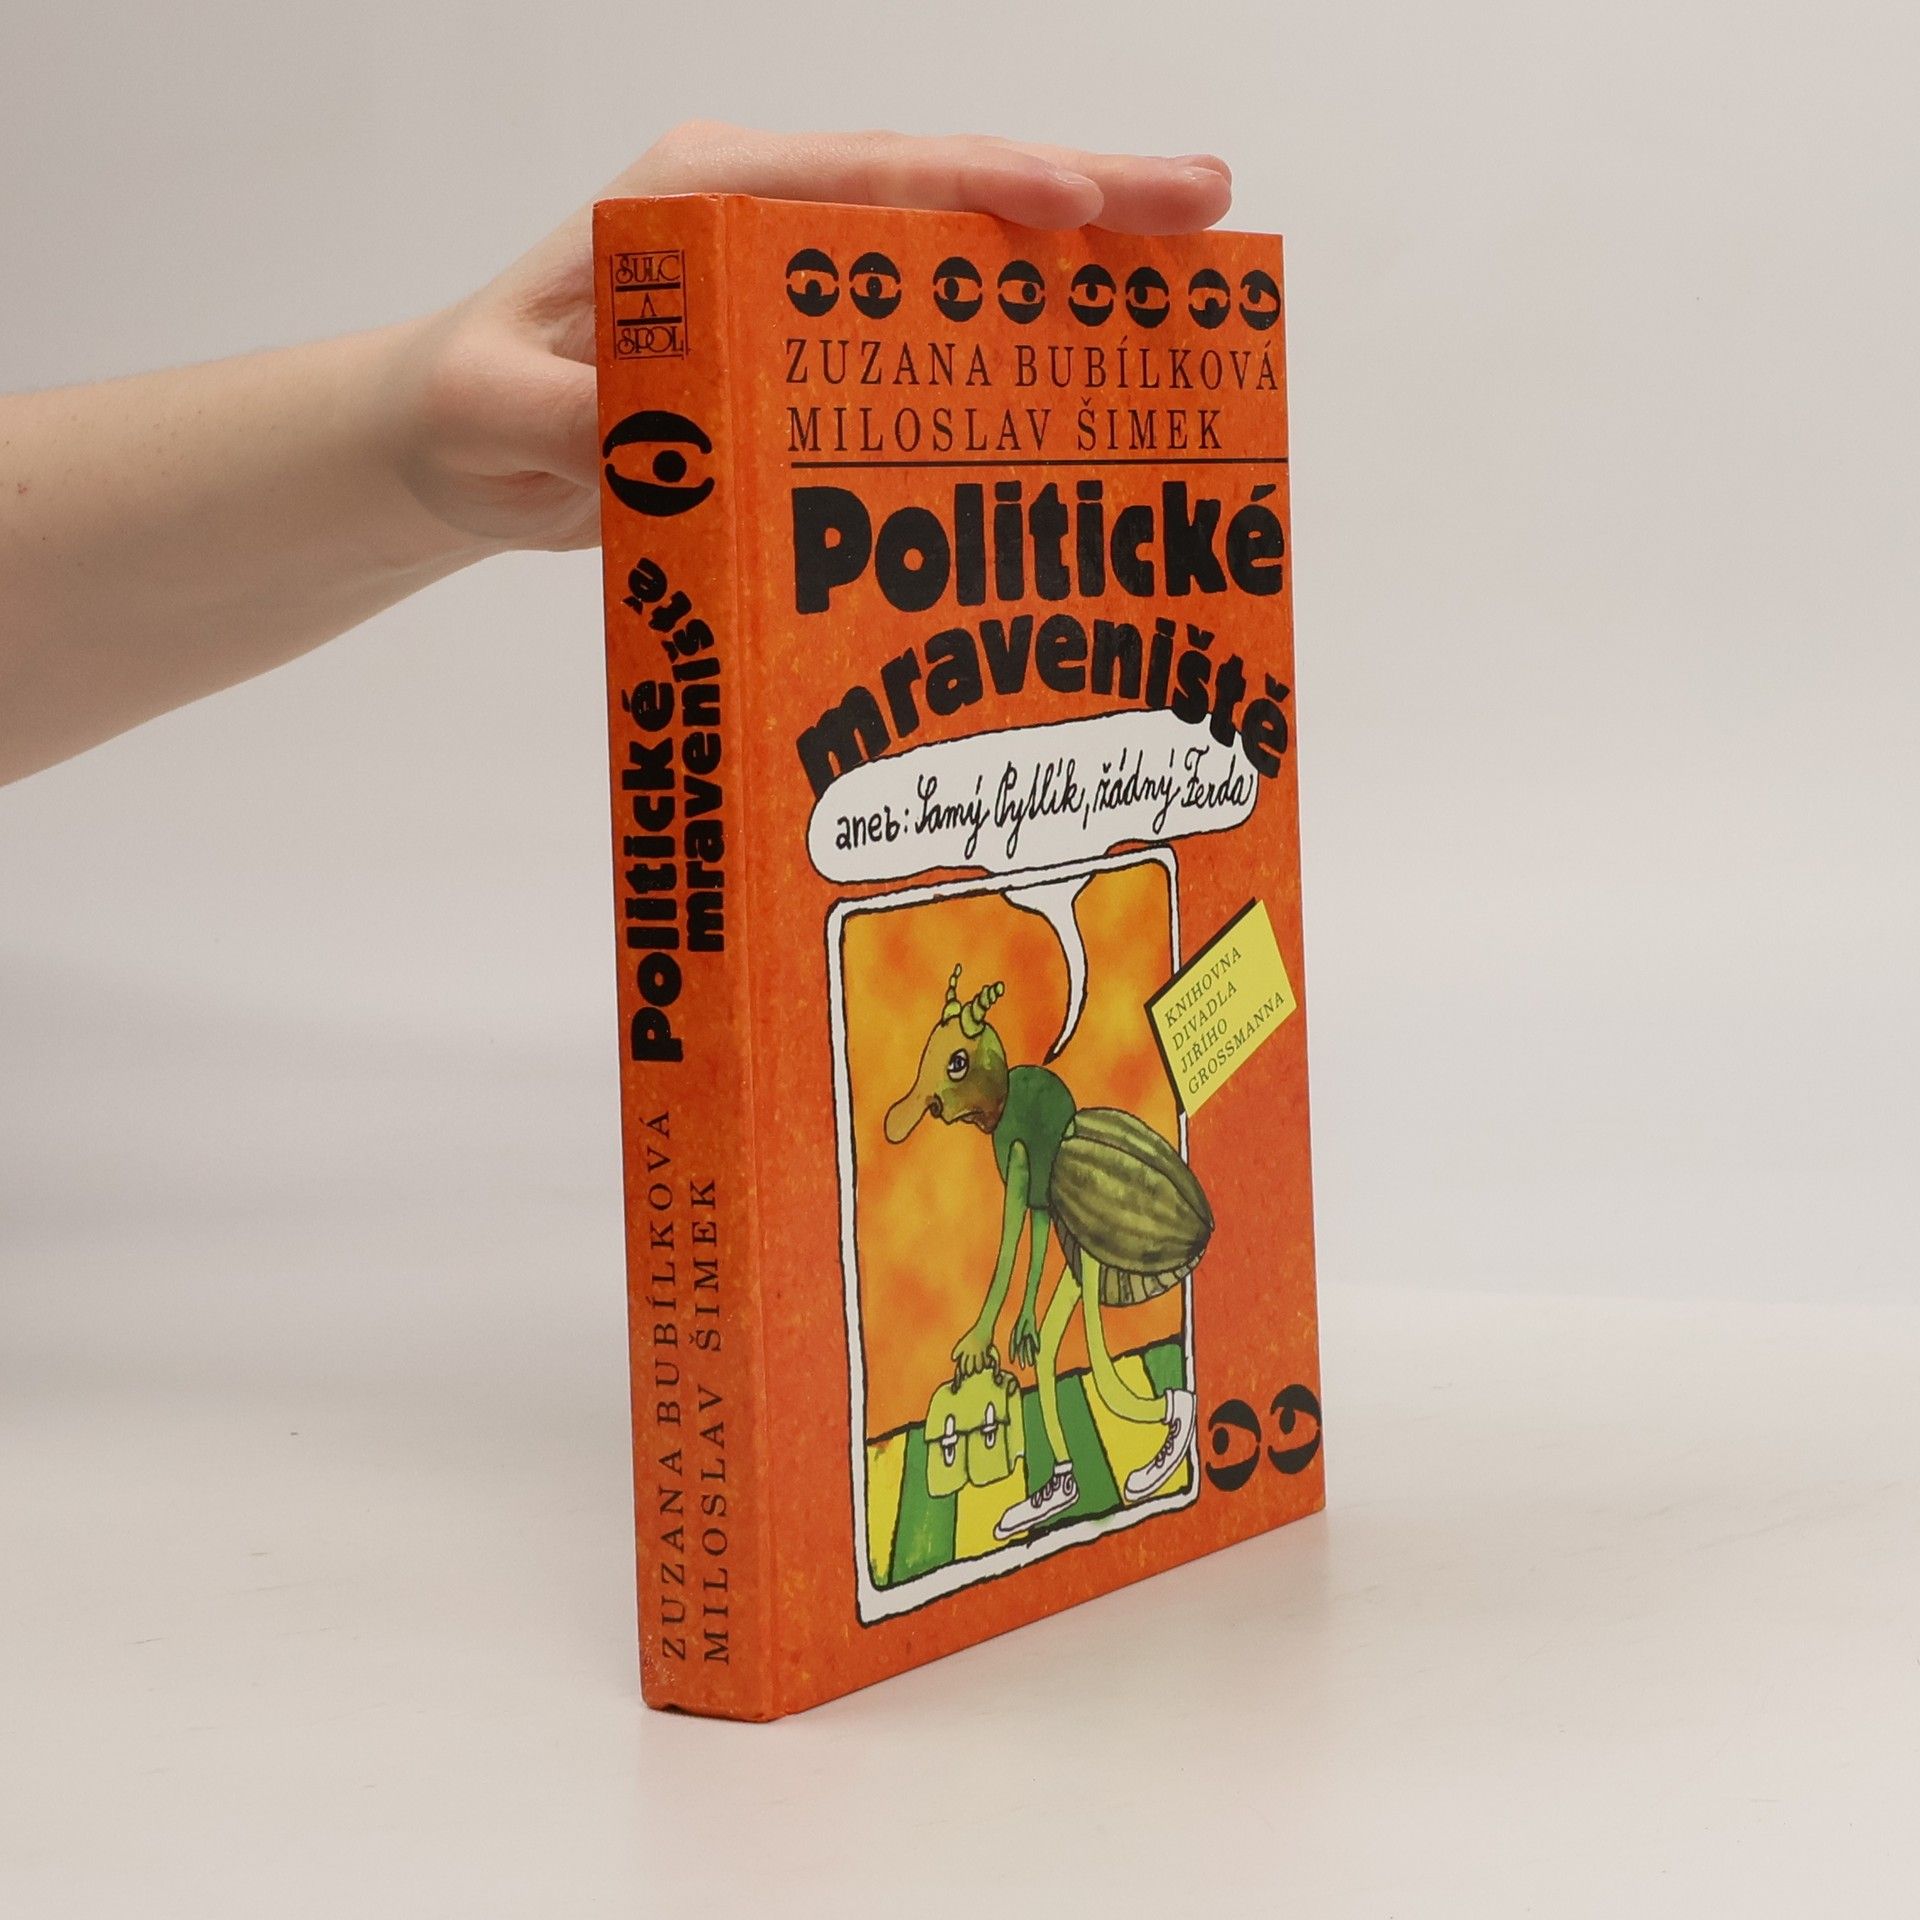 ŠULC
A
SPOL
Politické
mraveniště
ZUZANA BUBÍLKOVÁ
MILOSLAV ŠIMEK
ZUZANA BUBÍLKOVÁ
MILOSLAV ŠIMEK
Politické
mraveniště
aneb: Samý Pytlík, žádný Ferda
KNIHOVNA
DIVADLA
JIŘÍHO
GROSSMANNA